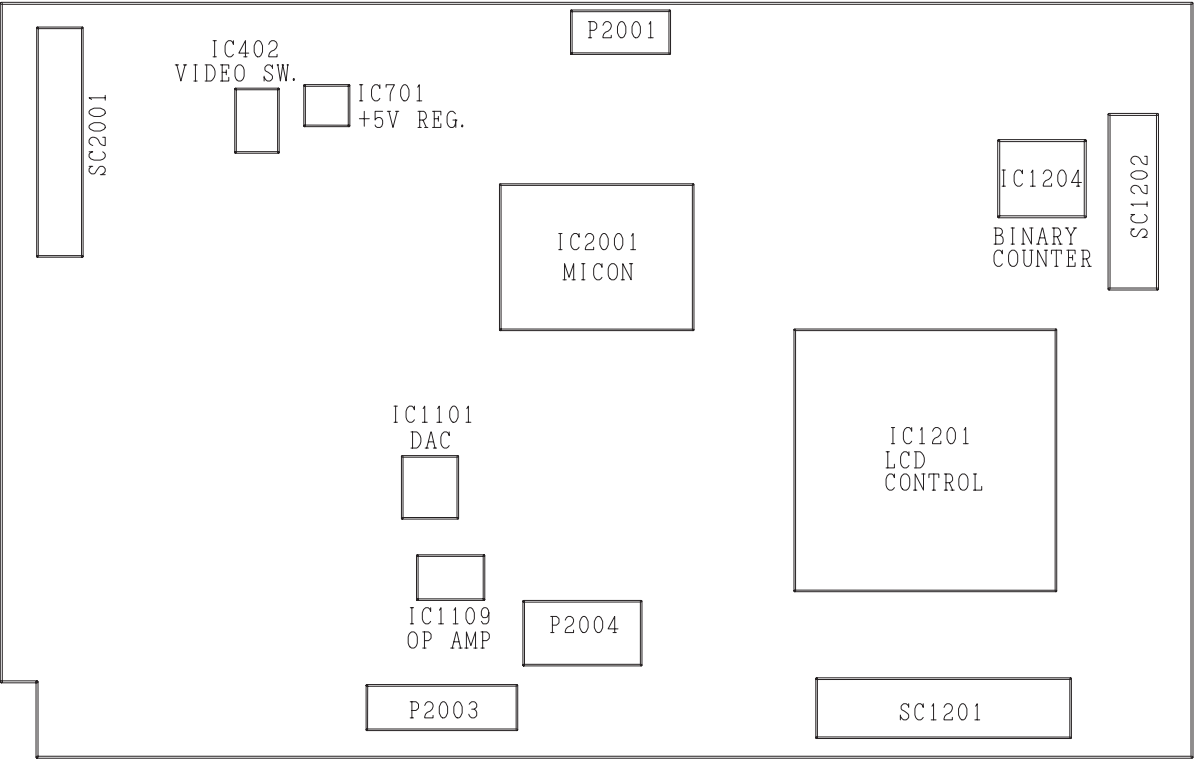 P2001
IC402
VIDEO SW.
IC701
+5V REG.
SC2001
IC1204
SC1202
BINARY
COUNTER
IC2001
MICON
IC1101
DAC
IC1201
LCD
CONTROL
IC1109
OP AMP
P2004
P2003
SC1201